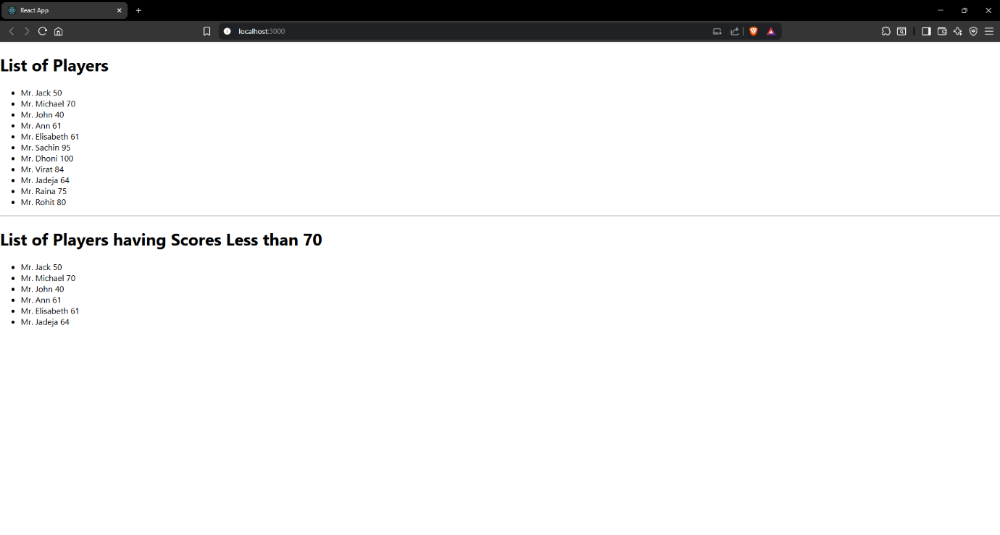 React App
localhost:3000
List of Players
Mr. Jack 50
Mr. Michael 70
Mr. John 40
Mr. Ann 61
Mr. Elisabeth 61
Mr. Sachin 95
Mr. Dhoni 100
Mr. Virat 84
Mr. Jadeja 64
Mr. Raina 75
Mr. Rohit 80
List of Players having Scores Less than 70
Mr. Jack 50
Mr. Michael 70
Mr. John 40
Mr. Ann 61
Mr. Elisabeth 61
Mr. Jadeja 64